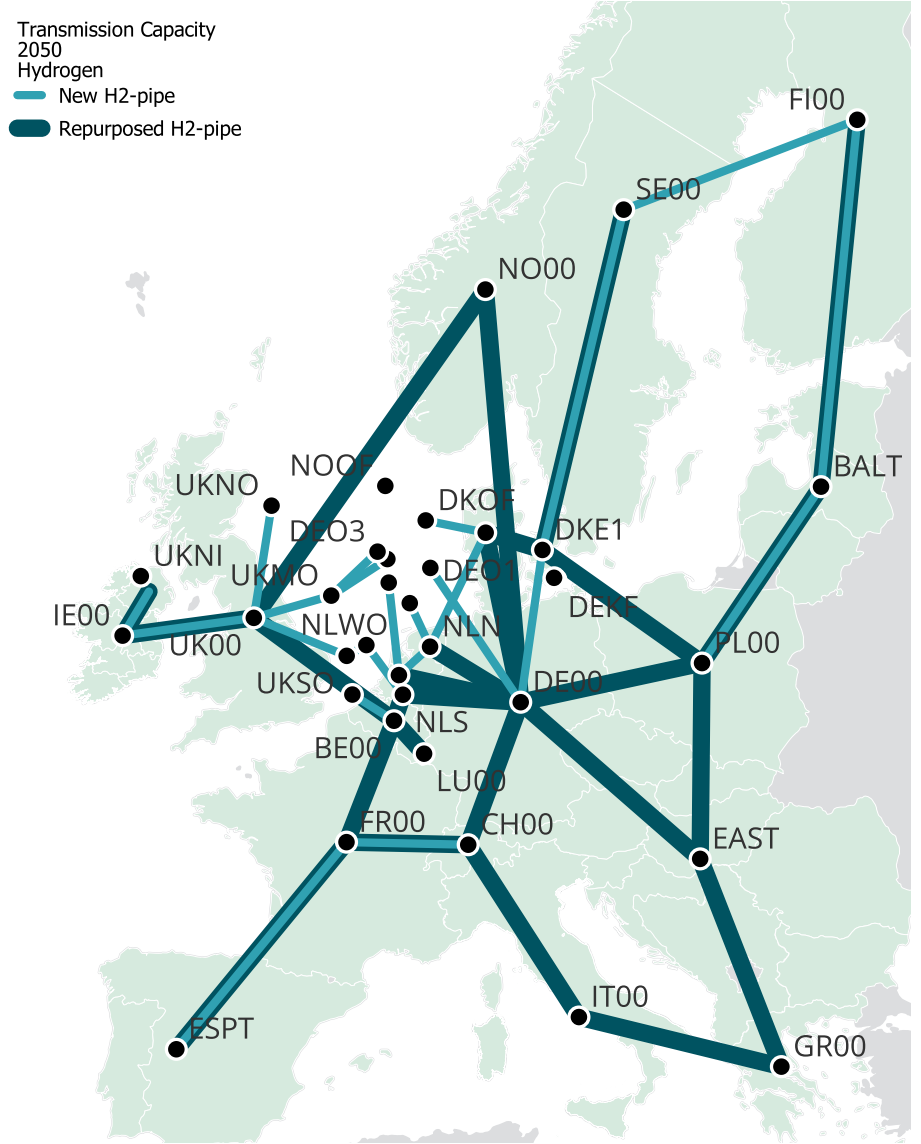 Transmission Capacity
2050
Hydrogen
New H2-pipe
Repurposed H2-pipe
FI00
SE00
NO00
NOOF
BALT
UKNO
DKOF
DEO3
DKE1
UKNI
UKMO
DEO1
DEKF
IE00
NLWO
NLN
UK00
PL00
UKSO
DE00
NLS
BE00
LU00
FR00
CH00
EAST
IT00
ESPT
GR00